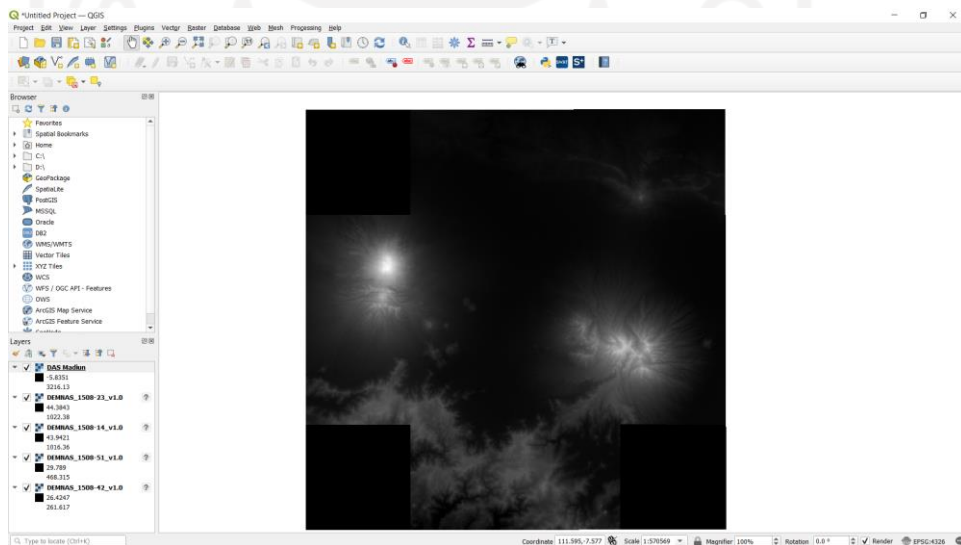 *Untitled Project — QGIS
Project Edit View Layer Settings Plugins Vector Raster Database Web Mesh Processing Help
Browser
Favorites
Spatial Bookmarks
Home
C:\
D:\
GeoPackage
SpatiaLite
PostGIS
MSSQL
Oracle
DB2
WMS/WMTS
Vector Tiles
XYZ Tiles
WCS
WFS / OGC API - Features
OWS
ArcGIS Map Service
ArcGIS Feature Service
Layers
DAS Madiun
-5.8351
3216.13
DEMNAS_1508-23_v1.0
44.3843
1022.38
DEMNAS_1508-14_v1.0
43.9421
1016.36
DEMNAS_1508-51_v1.0
29.789
468.315
DEMNAS_1508-42_v1.0
26.4247
261.617
Type to locate (Ctrl+K) Coordinate 111.595,-7.577 Scale 1:570569 Magnifier 100% Rotation 0.0 ° Render EPSG:4326